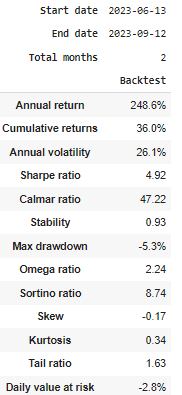 Start date 2023-06-13
End date 2023-09-12
Total months 2
Backtest
Annual return 248.6%
Cumulative returns 36.0%
Annual volatility 26.1%
Sharpe ratio 4.92
Calmar ratio 47.22
Stability 0.93
Max drawdown -5.3%
Omega ratio 2.24
Sortino ratio 8.74
Skew -0.17
Kurtosis 0.34
Tail ratio 1.63
Daily value at risk -2.8%